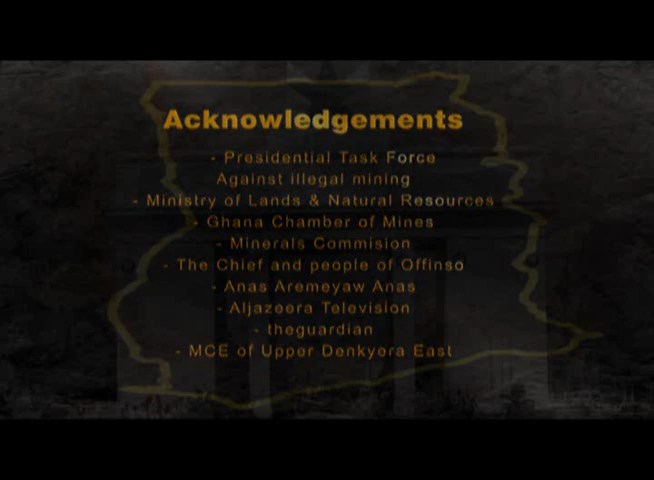 Acknowledgements
- Presidential Task Force
Against illegal mining
- Ministry of Lands & Natural Resources
- Ghana Chamber of Mines
- Minerals Commision
- The Chief and people of Offinso
- Anas Aremeyaw Anas
- Aljazeera Television
- theguardian
- MCE of Upper Denkyera East